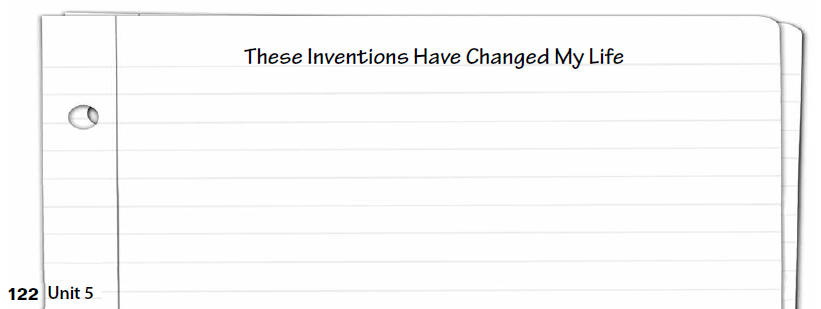 These Inventions Have Changed My Life
122 Unit 5